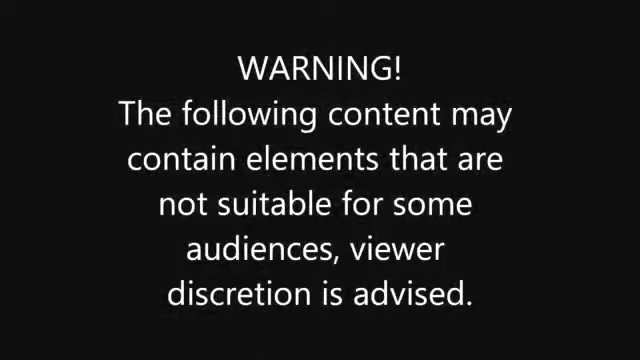 WARNING!
The following content may
contain elements that are
not suitable for some
audiences, viewer
discretion is advised.